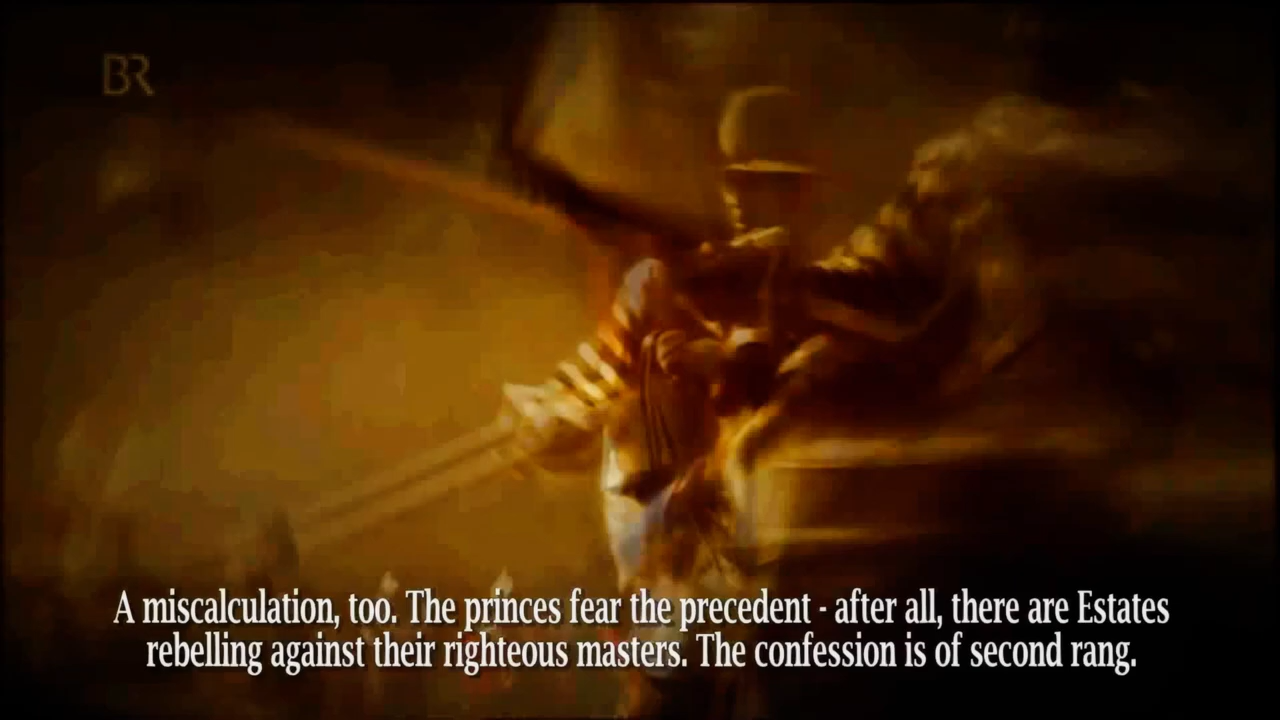 BR
A miscalculation, too. The princes fear the precedent - after all, there are Estates
rebelling against their righteous masters. The confession is of second rang.